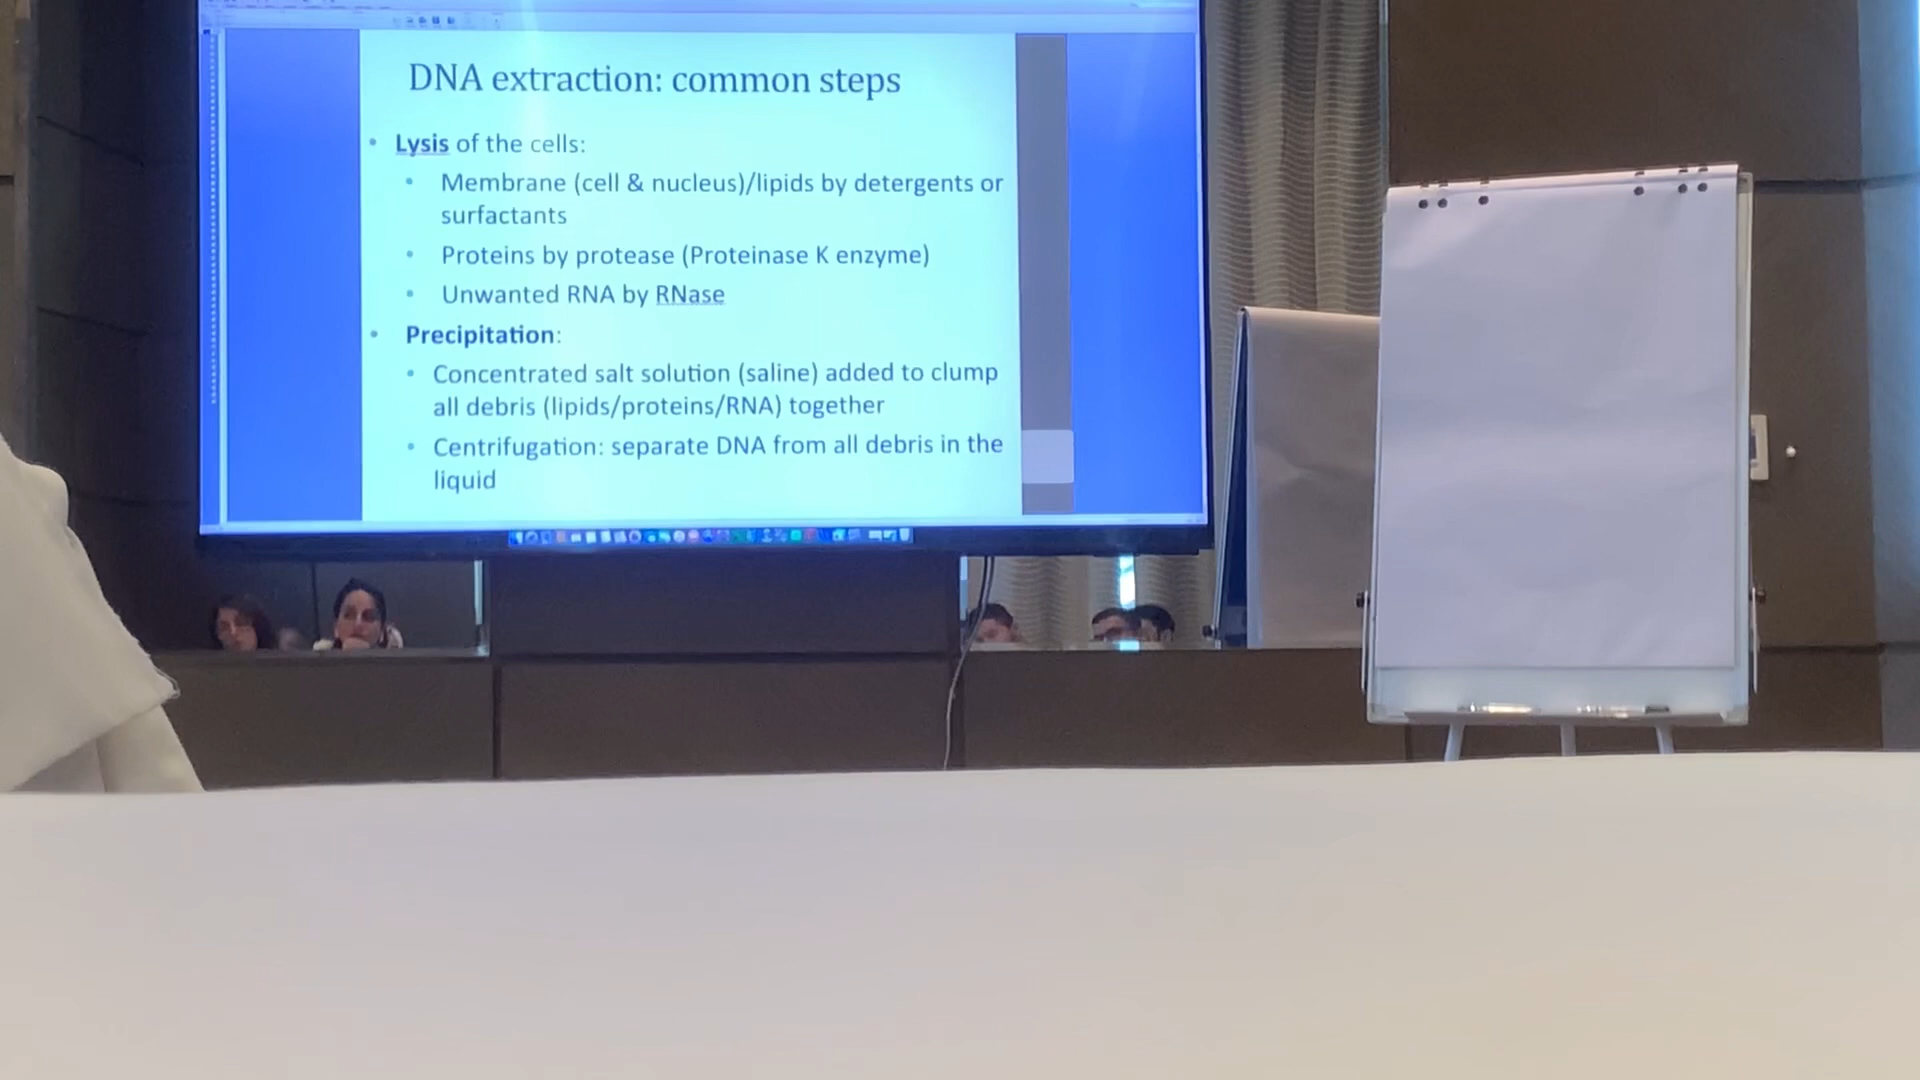 DNA extraction: common steps
• Lysis of the cells:
• Membrane (cell & nucleus)/lipids by detergents or
surfactants
• Proteins by protease (Proteinase K enzyme)
• Unwanted RNA by RNase
• Precipitation:
• Concentrated salt solution (saline) added to clump
all debris (lipids/proteins/RNA) together
• Centrifugation: separate DNA from all debris in the
liquid